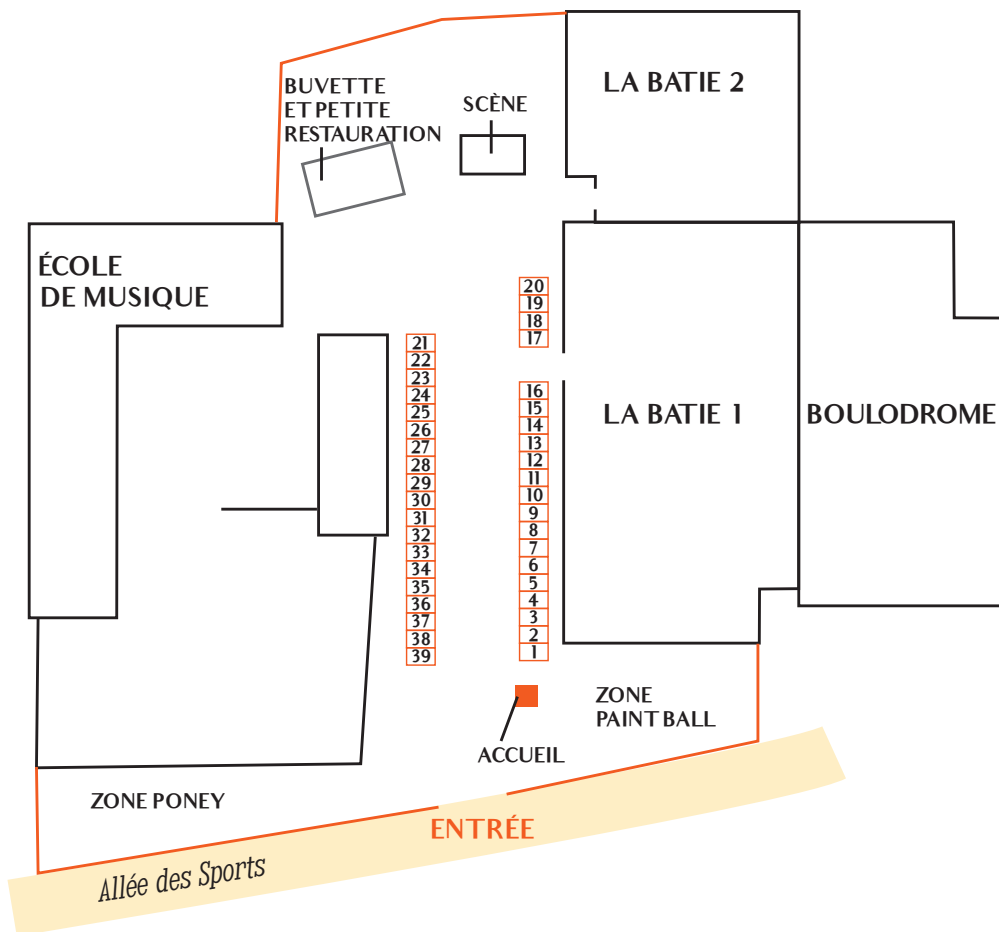 BUVETTE
ET PETITE
RESTAURATION
SCÈNE
LA BATIE 2
ÉCOLE
DE MUSIQUE
20
19
18
17
21
22
23
24
25
26
27
28
29
30
31
32
33
34
35
36
37
38
39
16
15
14
13
12
11
10
9
8
7
6
5
4
3
2
1
LA BATIE 1
BOULODROME
ZONE
PAINT BALL
ACCUEIL
ZONE PONEY
ENTRÉE
Allée des Sports